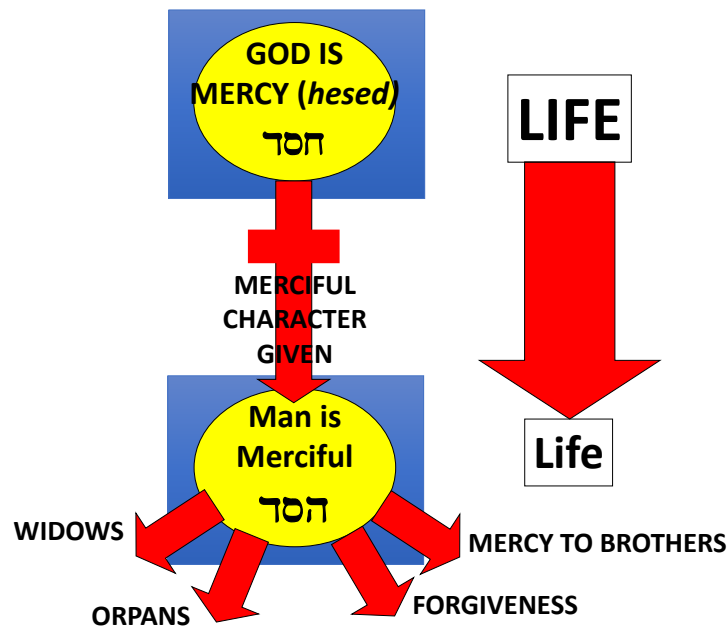 GOD IS
MERCY (hesed)
חסד
LIFE
MERCIFUL
CHARACTER
GIVEN
Man is
Merciful
הסד
Life
WIDOWS
MERCY TO BROTHERS
ORPANS
FORGIVENESS